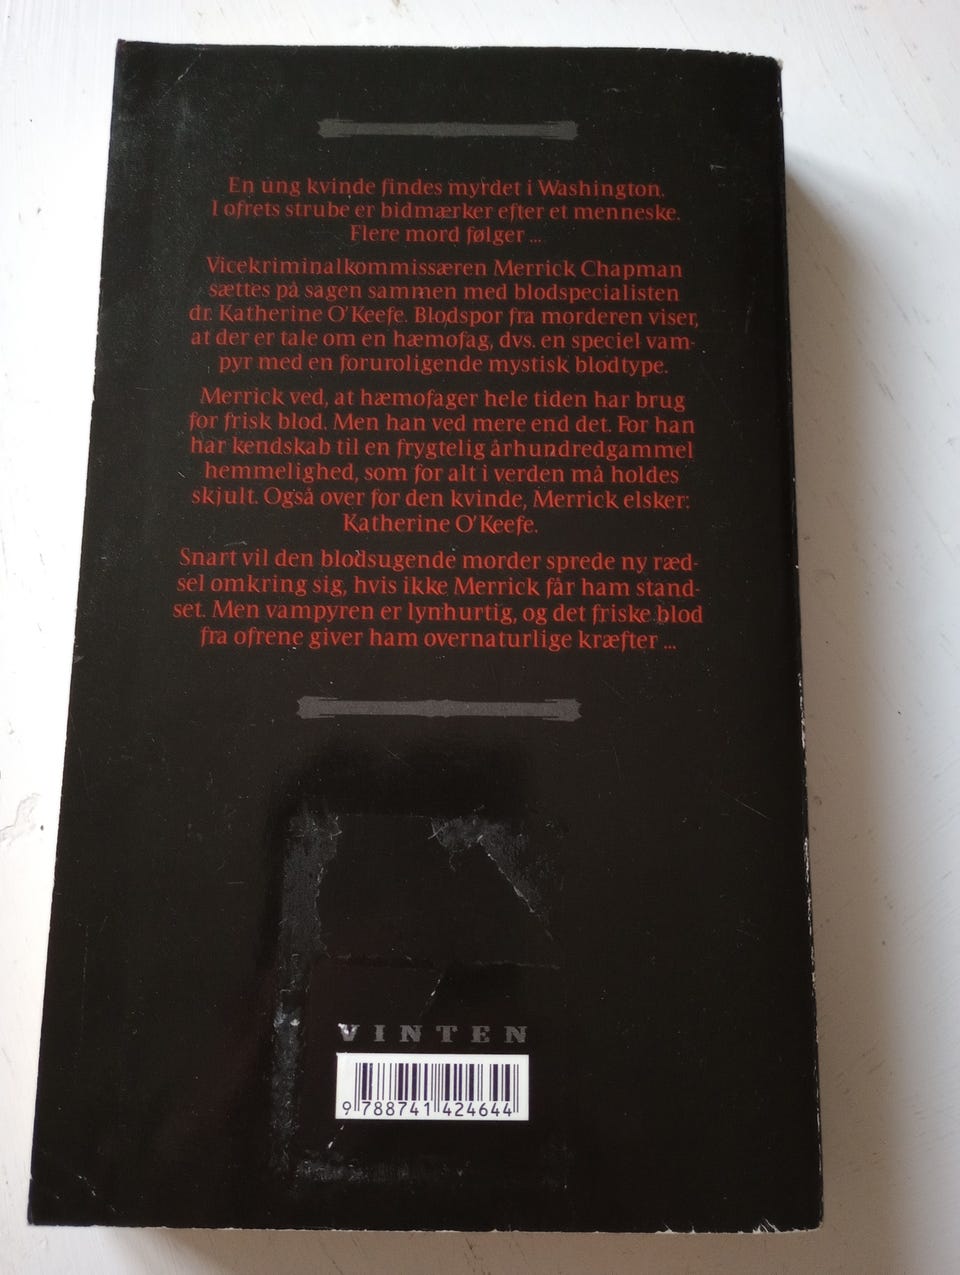 En ung kvinde findes myrdet i Washington.
I ofrets strube er bidmærker efter et menneske.
Flere mord følger ...
Vicekriminalkommissæren Merrick Chapman
sættes på sagen sammen med blodspecialisten
dr. Katherine O'Keefe. Blodspor fra morderen viser,
at der er tale om en hæmofag, dvs. en speciel vam-
pyr med en foruroligende mystisk blodtype.
Merrick ved, at hæmofager hele tiden har brug
for frisk blod. Men han ved mere end det. For han
har kendskab til en frygtelig århundredgammel
hemmelighed, som for alt i verden må holdes
skjult. Også over for den kvinde, Merrick elsker:
Katherine O'Keefe.
Snart vil den blodsugende morder sprede ny ræd-
sel omkring sig, hvis ikke Merrick får ham stand-
set. Men vampyren er lynhurtig, og det friske blod
fra ofrene giver ham overnaturlige kræfter ...
VINTEN
9 788741 424644